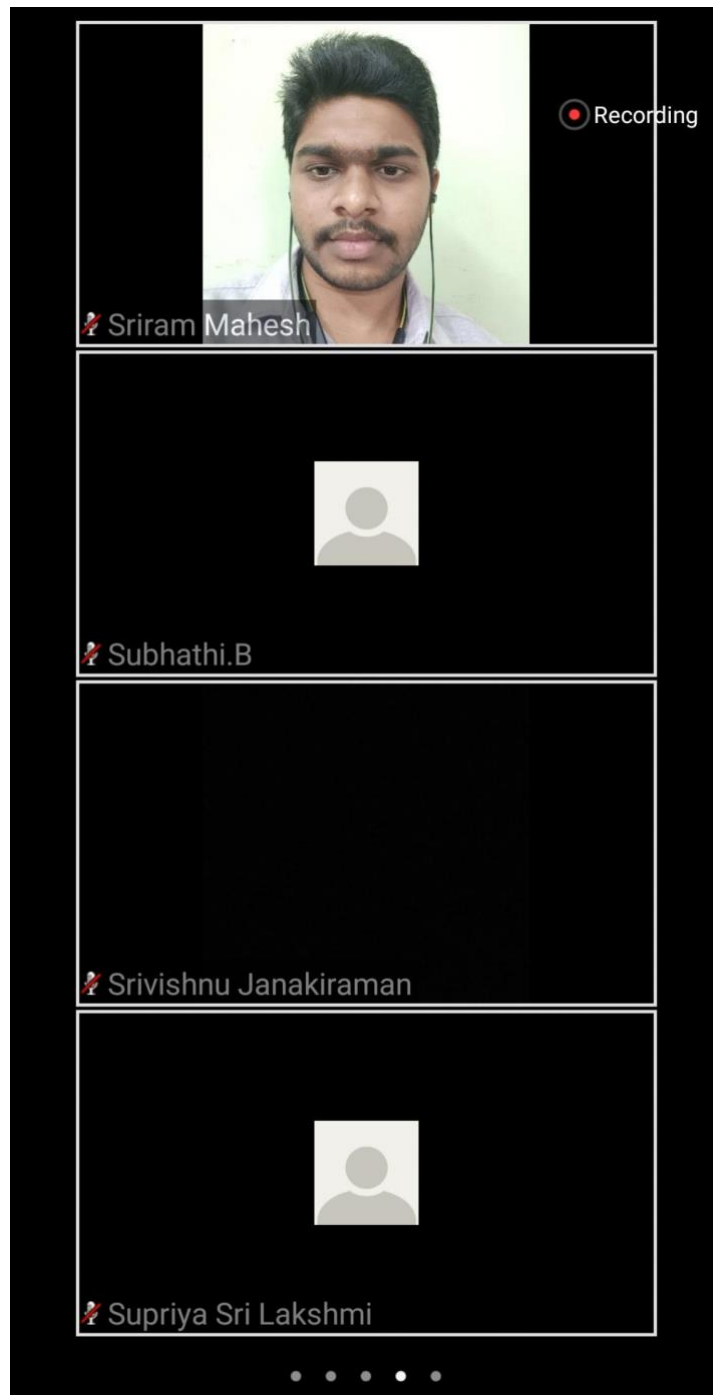 Recording
Sriram Mahesh
Subhathi.B
Srivishnu Janakiraman
Supriya Sri Lakshmi